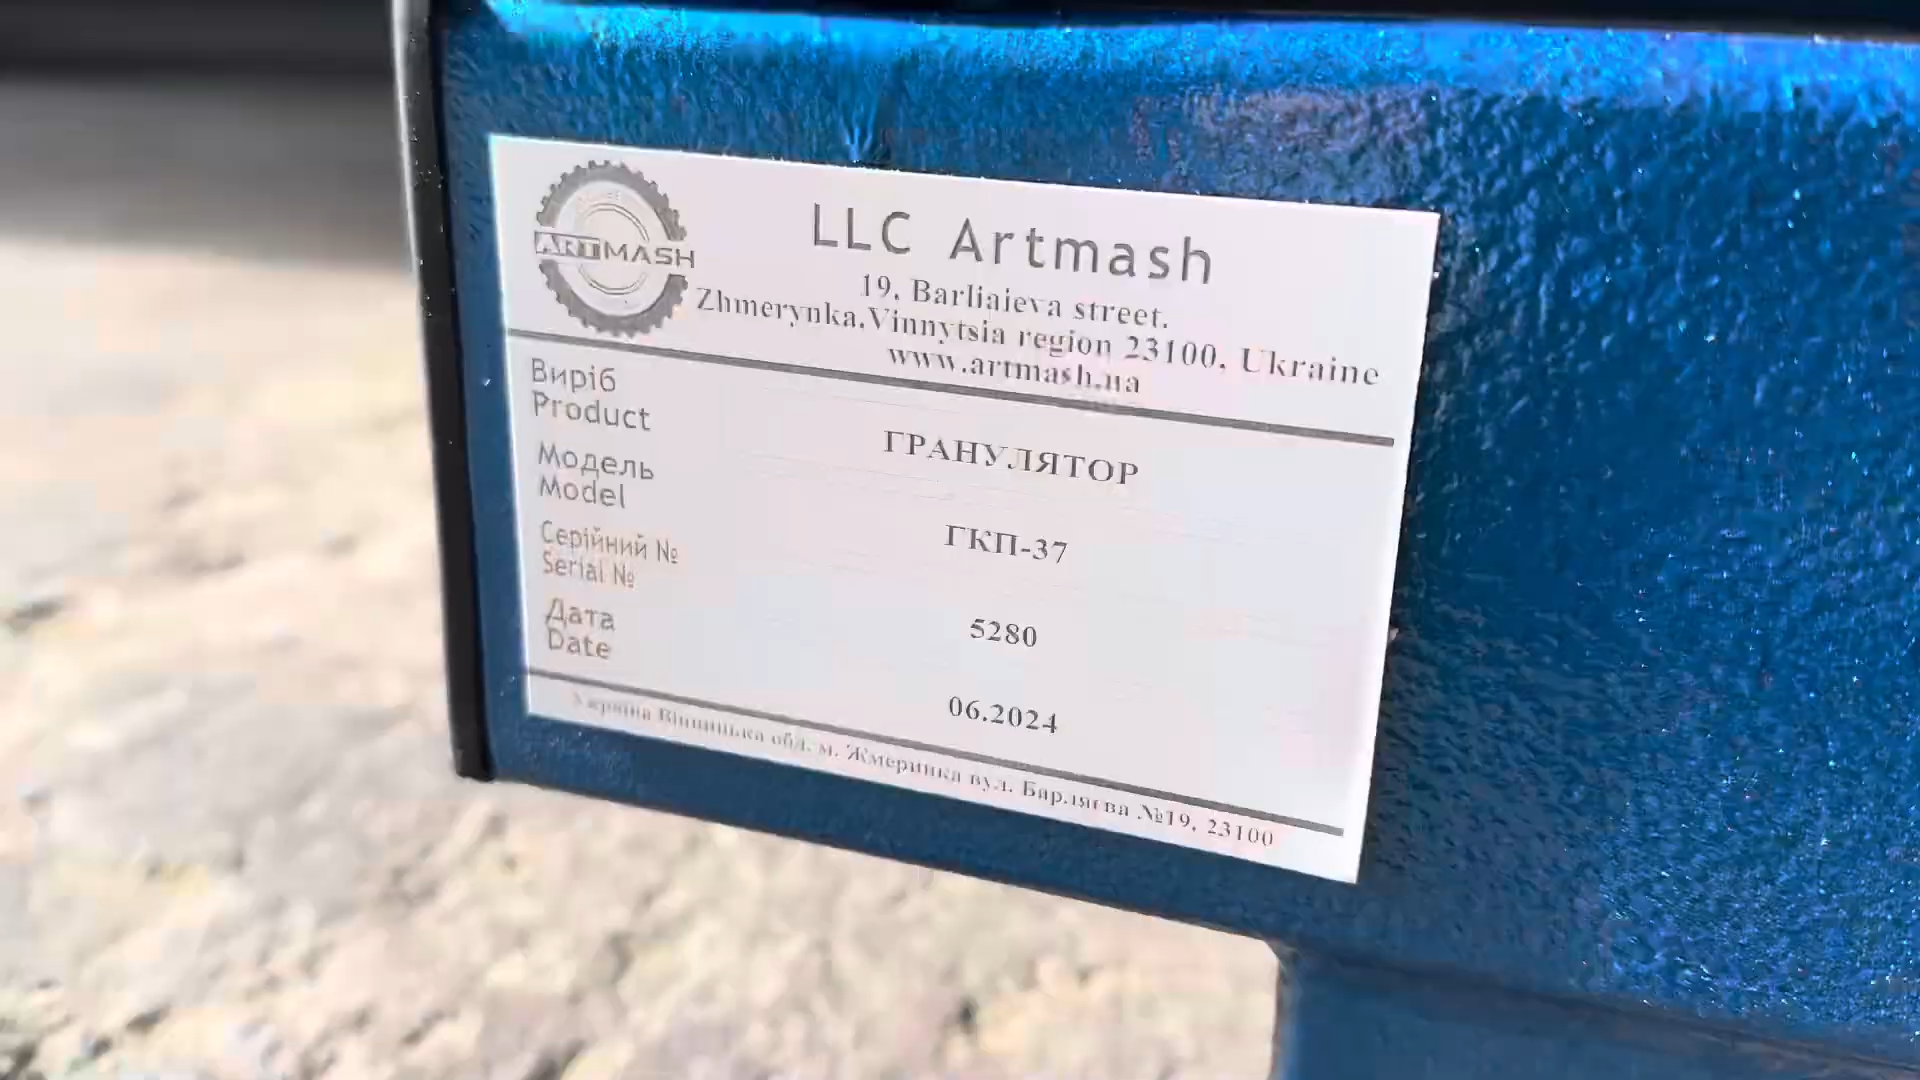 ARTMASH
LLC Artmash
19, Barliaieva street,
Zhmerynka,Vinnytsia region 23100, Ukraine
www.artmash.ua
Виріб
Product
ГРАНУЛЯТОР
Модель
Model
ГКП-37
Серійний №
Serial №
5280
Дата
Date
06.2024
Україна Вінницька обл. м. Жмеринка вул. Барляєва №19, 23100